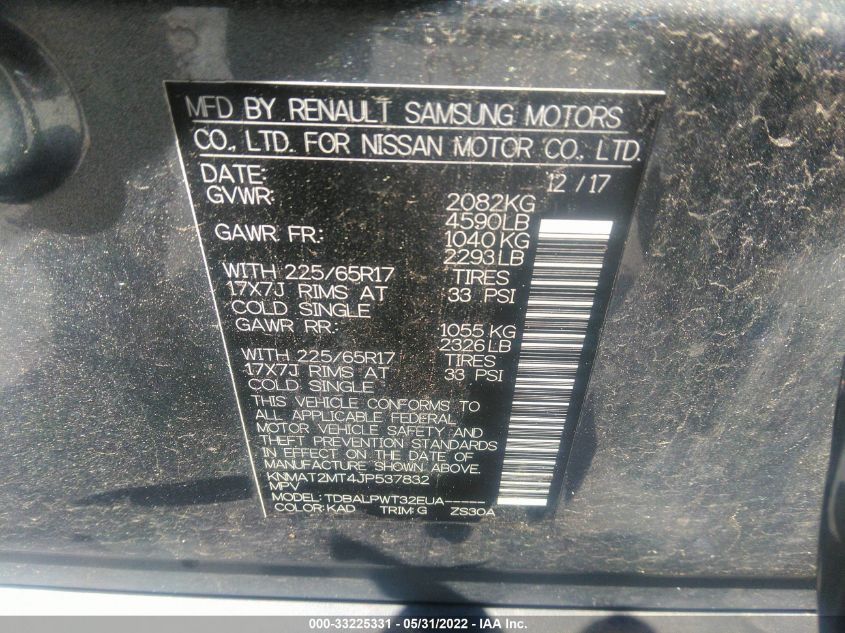 MFD BY RENAULT SAMSUNG MOTORS
CO., LTD. FOR NISSAN MOTOR CO., LTD.
DATE: 12 / 17
GVWR: 2082KG
4590LB
GAWR FR.: 1040 KG
2293 LB
WITH 225/65R17 TIRES
17X7J RIMS AT 33 PSI
COLD SINGLE
GAWR RR: 1055 KG
2326 LB
WITH 225/65R17 TIRES
17X7J RIMS AT 33 PSI
COLD SINGLE
THIS VEHICLE CONFORMS TO
ALL APPLICABLE FEDERAL
MOTOR VEHICLE SAFETY AND
THEFT PREVENTION STANDARDS
IN EFFECT ON THE DATE OF
MANUFACTURE SHOWN ABOVE.
KNMAT2MT4JP537832
MPV
MODEL: TDBALPWT32EUA------
COLOR: KAD TRIM: G ZS30A
000-33225331 - 05/31/2022 - IAA Inc.